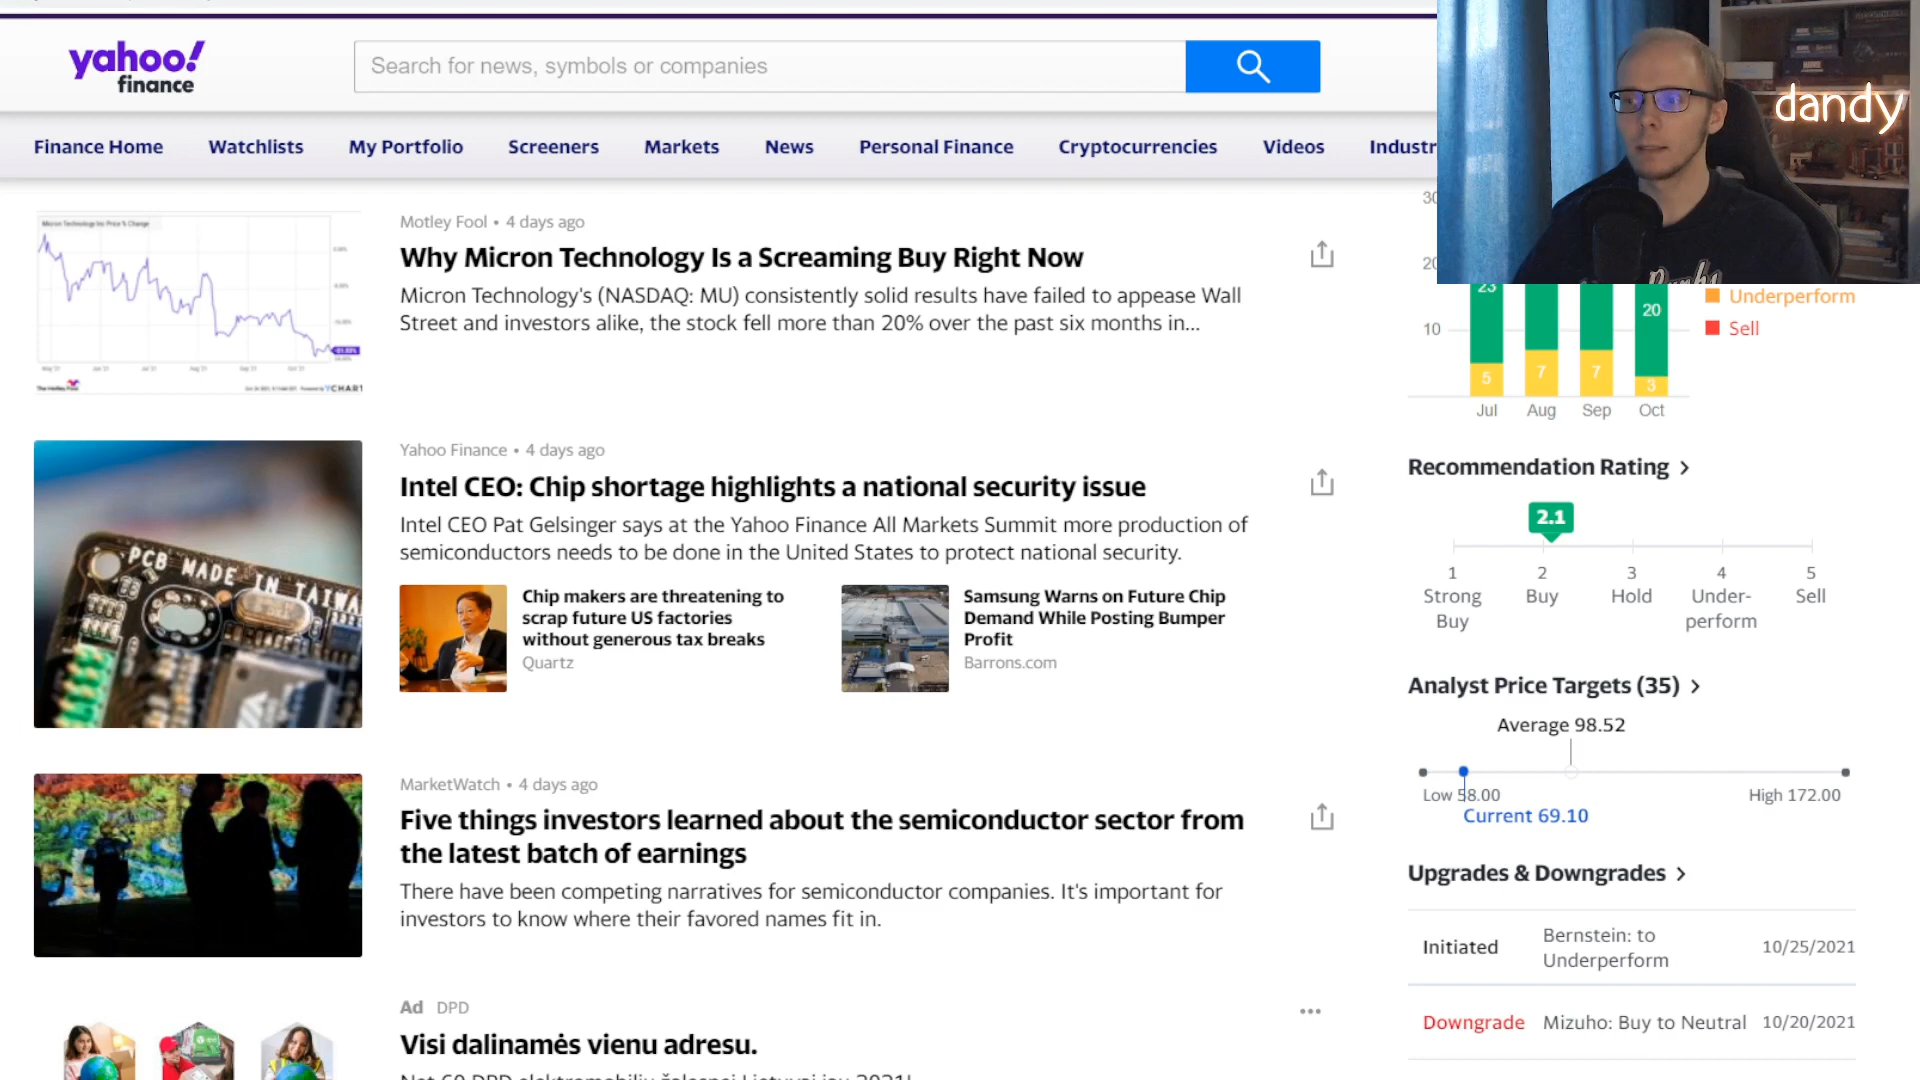 yahoo!
finance
Search for news, symbols or companies
Finance Home Watchlists My Portfolio Screeners Markets News Personal Finance Cryptocurrencies Videos Industr
dandy
Motley Fool • 4 days ago
Why Micron Technology Is a Screaming Buy Right Now
Micron Technology's (NASDAQ: MU) consistently solid results have failed to appease Wall
Street and investors alike, the stock fell more than 20% over the past six months in...
Micron Technology Inc Price % Change
Yahoo Finance • 4 days ago
Intel CEO: Chip shortage highlights a national security issue
Intel CEO Pat Gelsinger says at the Yahoo Finance All Markets Summit more production of
semiconductors needs to be done in the United States to protect national security.
PCB MADE IN TAIWA
Chip makers are threatening to
scrap future US factories
without generous tax breaks
Quartz
Samsung Warns on Future Chip
Demand While Posting Bumper
Profit
Barrons.com
MarketWatch • 4 days ago
Five things investors learned about the semiconductor sector from
the latest batch of earnings
There have been competing narratives for semiconductor companies. It's important for
investors to know where their favored names fit in.
Ad DPD
Visi dalinamės vienu adresu.
30
20
10
23
20
5 7 7 3
Jul Aug Sep Oct
Underperform
Sell
Recommendation Rating >
2.1
1 2 3 4 5
Strong Buy Hold Under- Sell
Buy perform
Analyst Price Targets (35) >
Average 98.52
Low 58.00 High 172.00
Current 69.10
Upgrades & Downgrades >
Initiated Bernstein: to Underperform 10/25/2021
Downgrade Mizuho: Buy to Neutral 10/20/2021